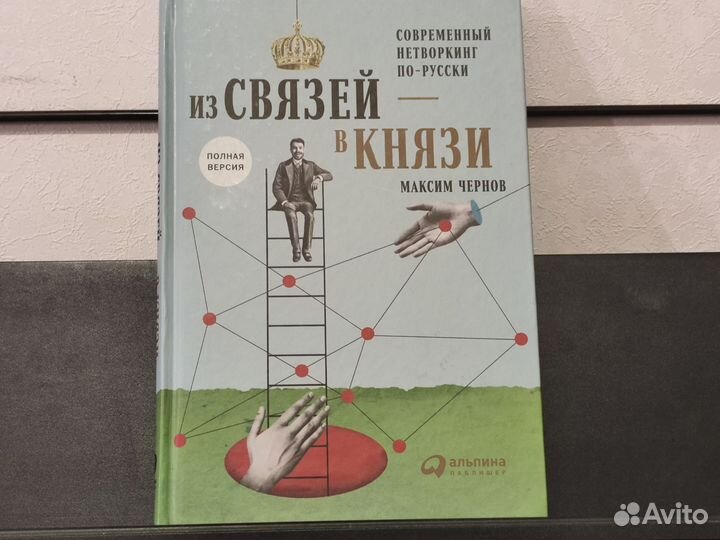 СОВРЕМЕННЫЙ
НЕТВОРКИНГ
ПО-РУССКИ
ИЗ СВЯЗЕЙ
В КНЯЗИ
ПОЛНАЯ
ВЕРСИЯ
МАКСИМ ЧЕРНОВ
альпина
ПАБЛИШЕР
Avito